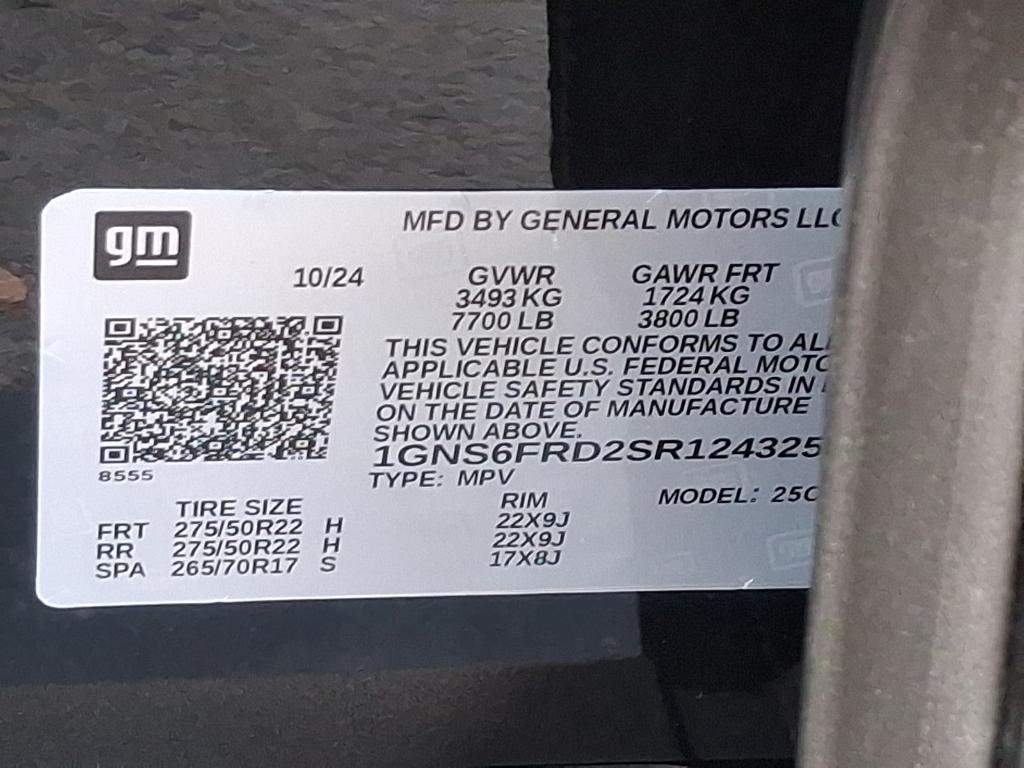 gm
MFD BY GENERAL MOTORS LLC
10/24 GVWR GAWR FRT
3493 KG 1724 KG
7700 LB 3800 LB
THIS VEHICLE CONFORMS TO AL
APPLICABLE U.S. FEDERAL MOTO
VEHICLE SAFETY STANDARDS IN
ON THE DATE OF MANUFACTURE
SHOWN ABOVE.
1GNS6FRD2SR124325
8555
TYPE: MPV
MODEL: 25C
TIRE SIZE RIM
FRT 275/50R22 H 22X9J
RR 275/50R22 H 22X9J
SPA 265/70R17 S 17X8J